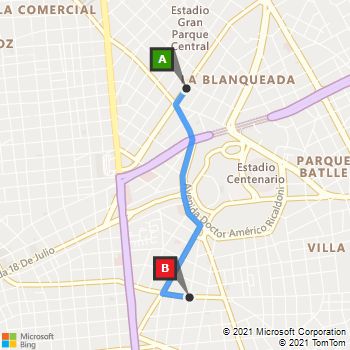 LA COMERCIAL
Estadio
Gran
Parque
Central
OZ
A
LA BLANQUEADA
Estadio
Centenario
PARQUE
BATLLE
Avenida Doctor Américo Ricaldoni
VILLA
da 18 De Julio
B
Microsoft
Bing
© 2021 Microsoft Corporation
© 2021 TomTom